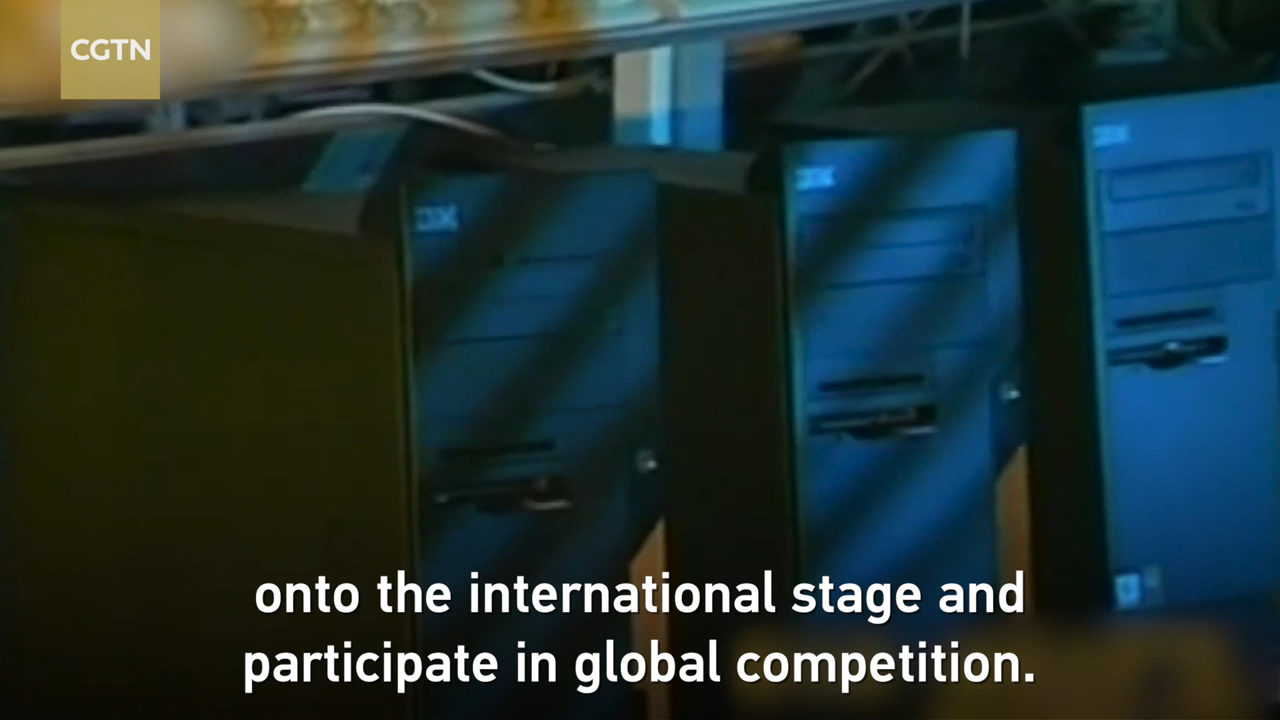 CGTN
IBM
IBM
IBM
onto the international stage and
participate in global competition.